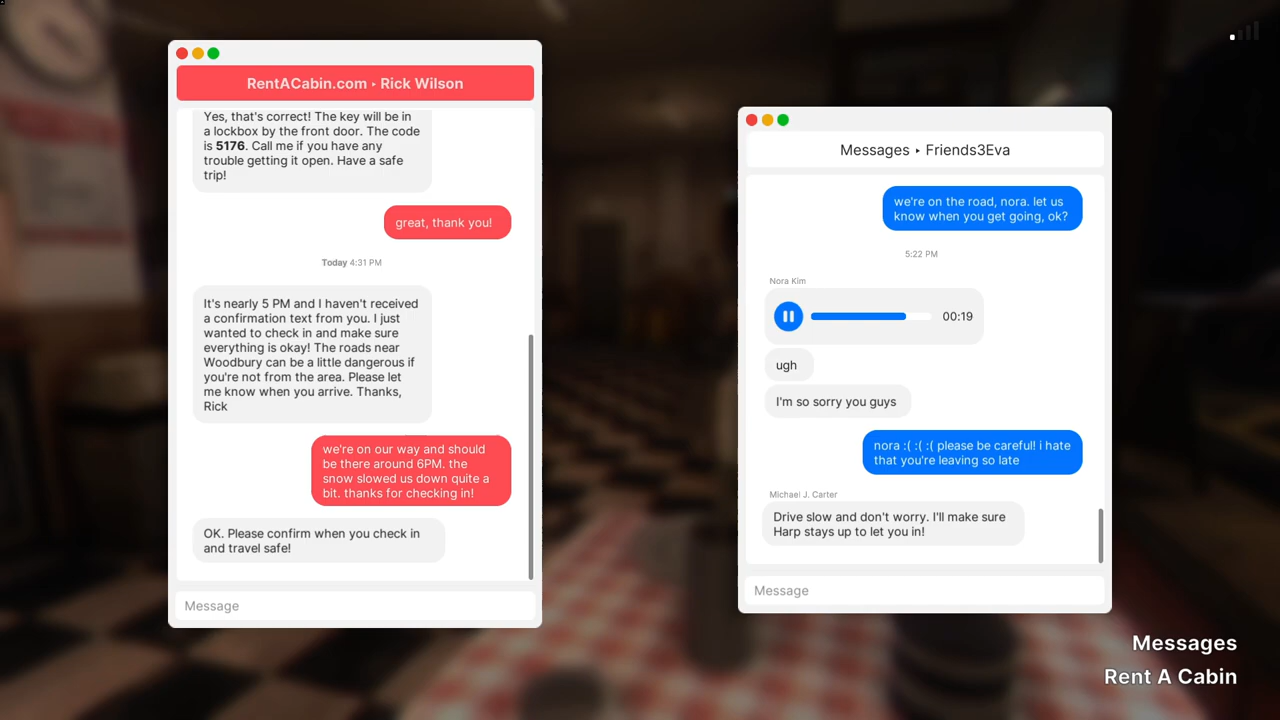 RentACabin.com ▸ Rick Wilson
Yes, that's correct! The key will be in
a lockbox by the front door. The code
is 5176. Call me if you have any
trouble getting it open. Have a safe
trip!
great, thank you!
Today 4:31 PM
It's nearly 5 PM and I haven't received
a confirmation text from you. I just
wanted to check in and make sure
everything is okay! The roads near
Woodbury can be a little dangerous if
you're not from the area. Please let
me know when you arrive. Thanks,
Rick
we're on our way and should
be there around 6PM. the
snow slowed us down quite a
bit. thanks for checking in!
OK. Please confirm when you check in
and travel safe!
Message
Messages ▸ Friends3Eva
we're on the road, nora. let us
know when you get going, ok?
5:22 PM
Nora Kim
00:19
ugh
I'm so sorry you guys
nora :( :( :( please be careful! i hate
that you're leaving so late
Michael J. Carter
Drive slow and don't worry. I'll make sure
Harp stays up to let you in!
Message
Messages
Rent A Cabin